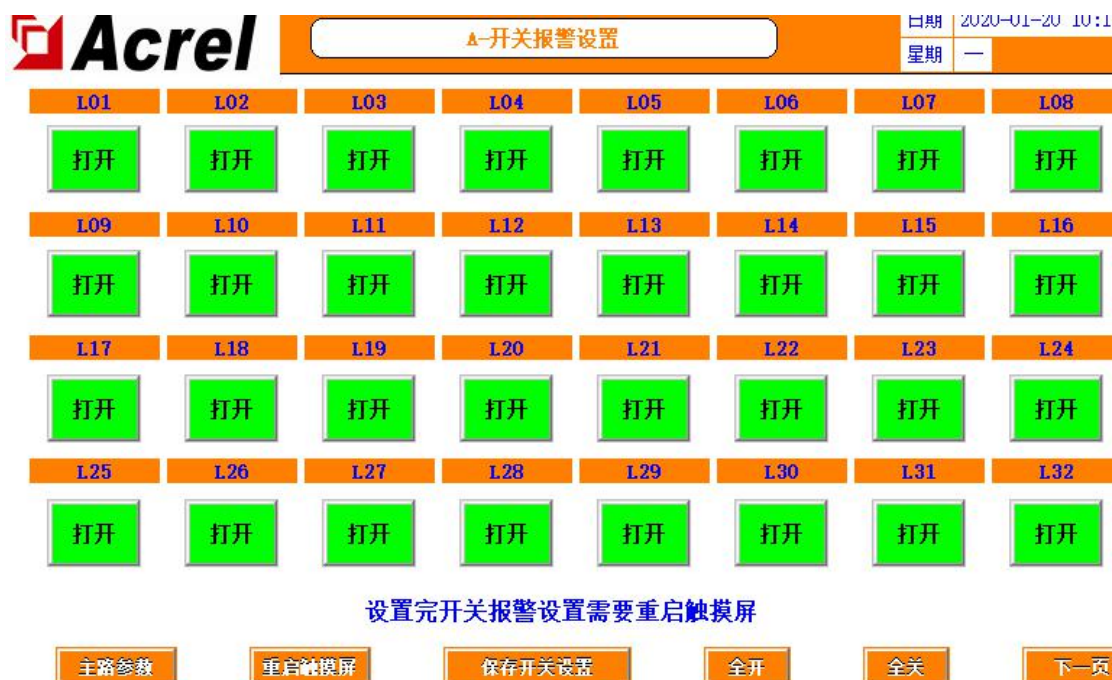 Acrel
A-开关报警设置
日期 2020-01-20 10:1
星期 一
L01 L02 L03 L04 L05 L06 L07 L08
打开 打开 打开 打开 打开 打开 打开 打开
L09 L10 L11 L12 L13 L14 L15 L16
打开 打开 打开 打开 打开 打开 打开 打开
L17 L18 L19 L20 L21 L22 L23 L24
打开 打开 打开 打开 打开 打开 打开 打开
L25 L26 L27 L28 L29 L30 L31 L32
打开 打开 打开 打开 打开 打开 打开 打开
设置完开关报警设置需要重启触摸屏
主路参数 重启触摸屏 保存开关设置 全开 全关 下一页